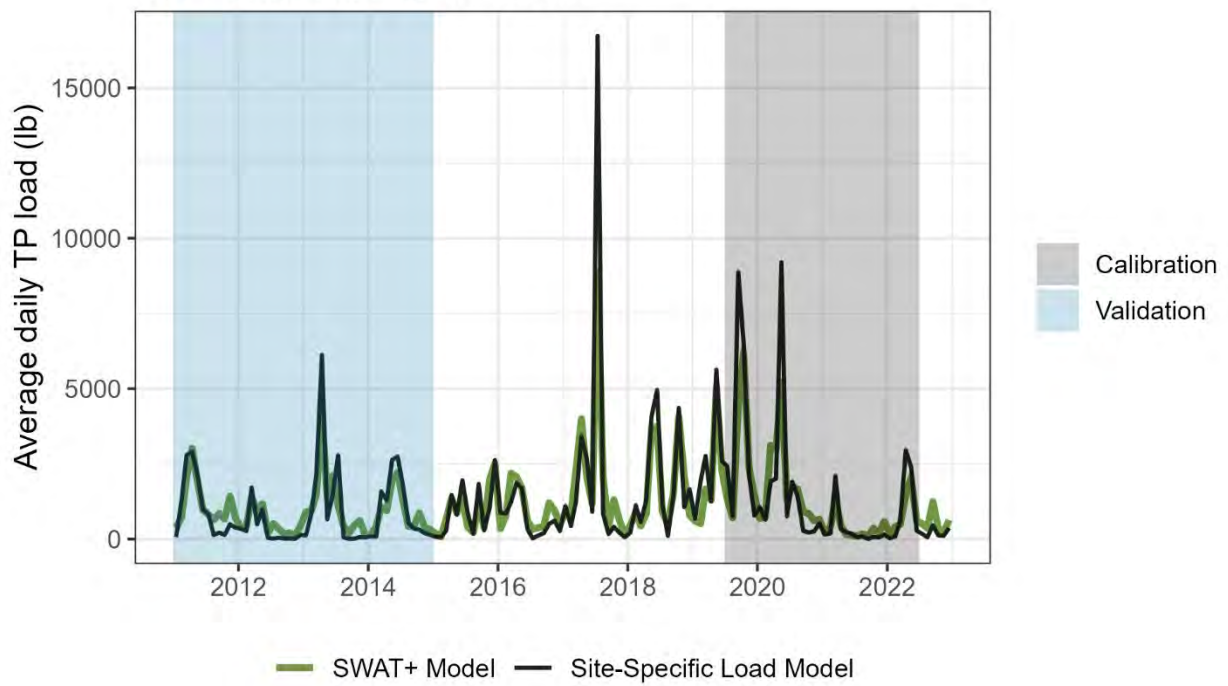 Average daily TP load (lb)
15000
10000
5000
0
2012 2014 2016 2018 2020 2022
Calibration
Validation
SWAT+ Model Site-Specific Load Model